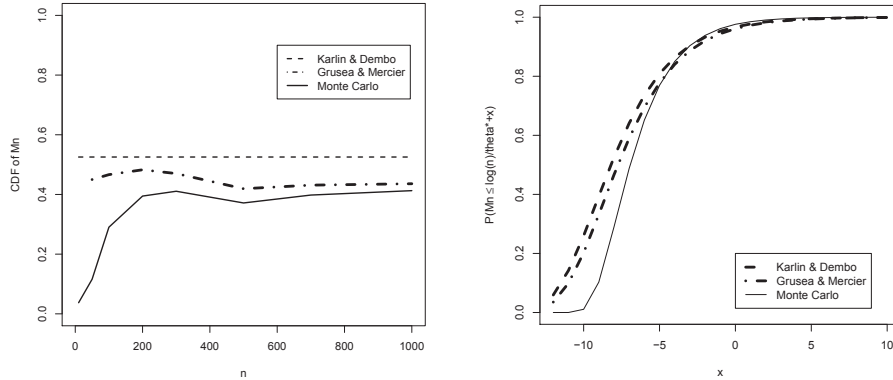 CDF of Mn
1.0
0.8
0.6
0.4
0.2
0.0
Karlin & Dembo
Grusea & Mercier
Monte Carlo
0 200 400 600 800 1000
n
P(Mn ≤ log(n)/theta*+x)
1.0
0.8
0.6
0.4
0.2
0.0
Karlin & Dembo
Grusea & Mercier
Monte Carlo
−10 −5 0 5 10
x